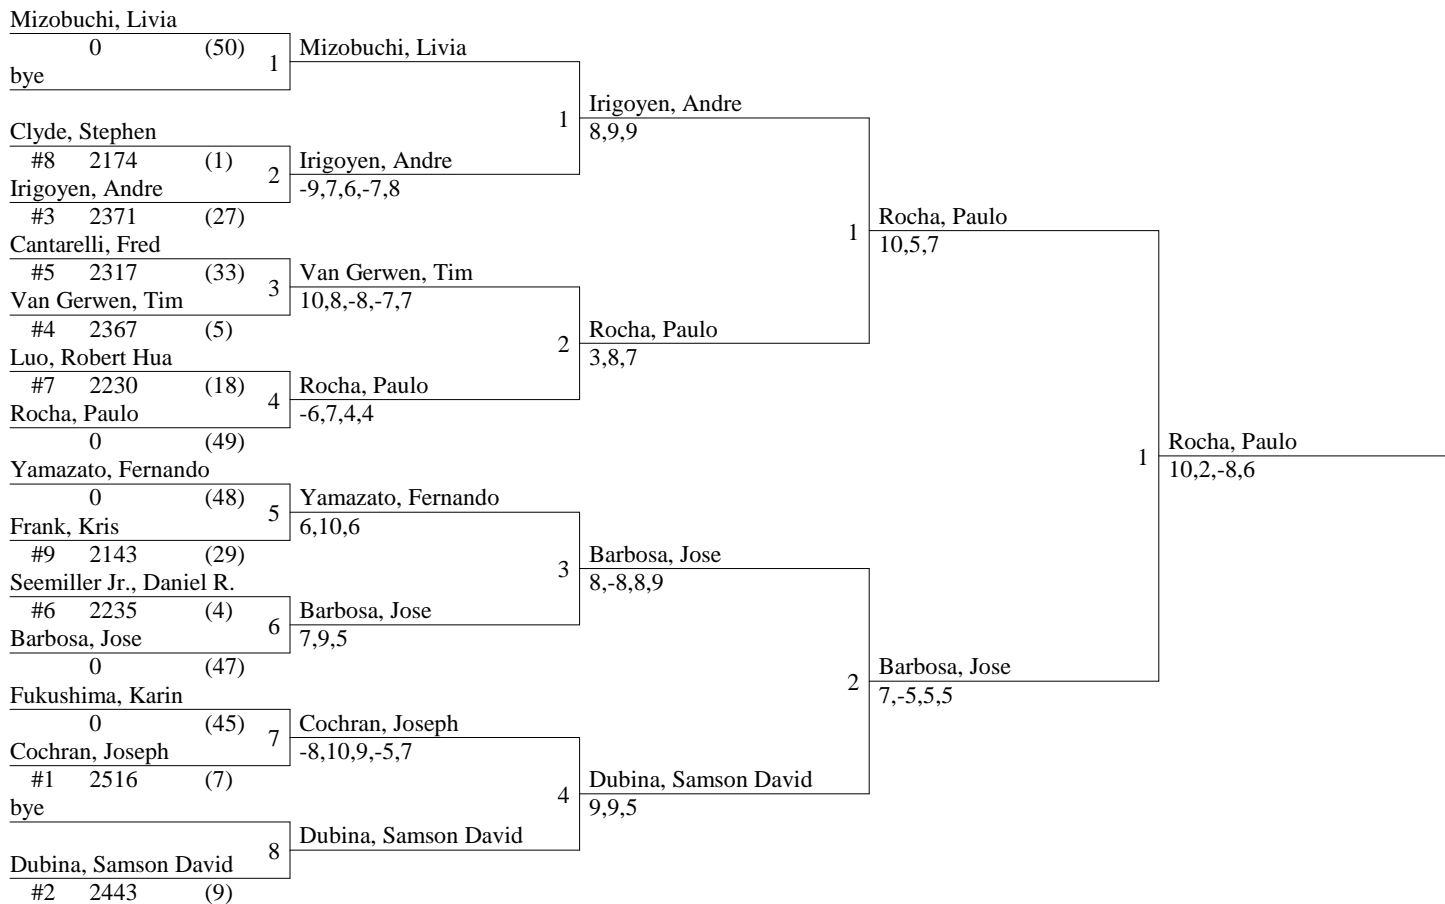 Mizobuchi, Livia
0 (50)
bye
1
Clyde, Stephen
#8 2174 (1)
Irigoyen, Andre
#3 2371 (27)
2
Cantarelli, Fred
#5 2317 (33)
Van Gerwen, Tim
#4 2367 (5)
3
Luo, Robert Hua
#7 2230 (18)
Rocha, Paulo
0 (49)
4
Yamazato, Fernando
0 (48)
Frank, Kris
#9 2143 (29)
5
Seemiller Jr., Daniel R.
#6 2235 (4)
Barbosa, Jose
0 (47)
6
Fukushima, Karin
0 (45)
Cochran, Joseph
#1 2516 (7)
7
bye
Dubina, Samson David
#2 2443 (9)
8
Mizobuchi, Livia
Irigoyen, Andre
-9,7,6,-7,8
1
Van Gerwen, Tim
10,8,-8,-7,7
Rocha, Paulo
-6,7,4,4
2
Yamazato, Fernando
6,10,6
Barbosa, Jose
7,9,5
3
Cochran, Joseph
-8,10,9,-5,7
Dubina, Samson David
4
Irigoyen, Andre
8,9,9
Rocha, Paulo
3,8,7
1
Barbosa, Jose
8,-8,8,9
Dubina, Samson David
9,9,5
2
Rocha, Paulo
10,5,7
Barbosa, Jose
7,-5,5,5
1
Rocha, Paulo
10,2,-8,6